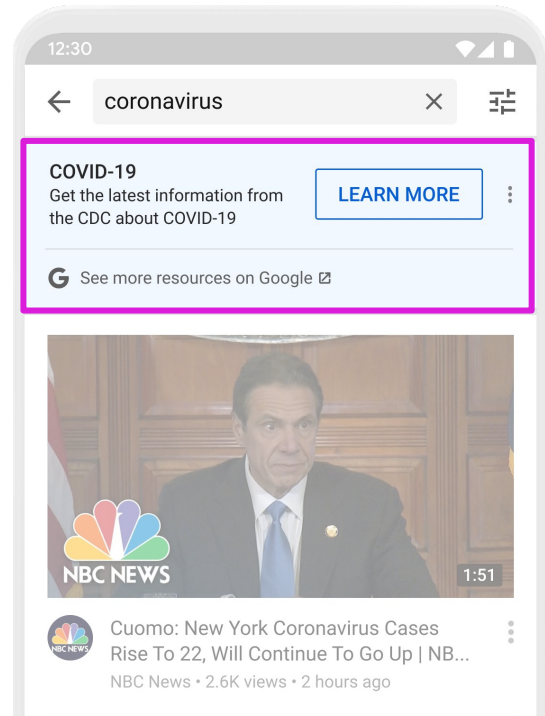 12:30
coronavirus
COVID-19
Get the latest information from
the CDC about COVID-19
LEARN MORE
See more resources on Google
NBC NEWS
1:51
NBC NEWS
Cuomo: New York Coronavirus Cases
Rise To 22, Will Continue To Go Up | NB...
NBC News • 2.6K views • 2 hours ago